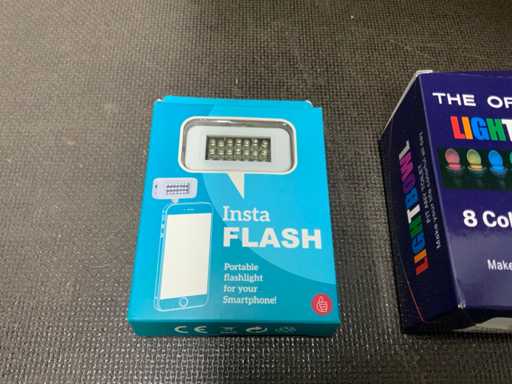 Insta
FLASH
Portable
flashlight
for your
Smartphone!
CE
THE OF
LIGHT
8 Col
Make
LIGHTBOWL